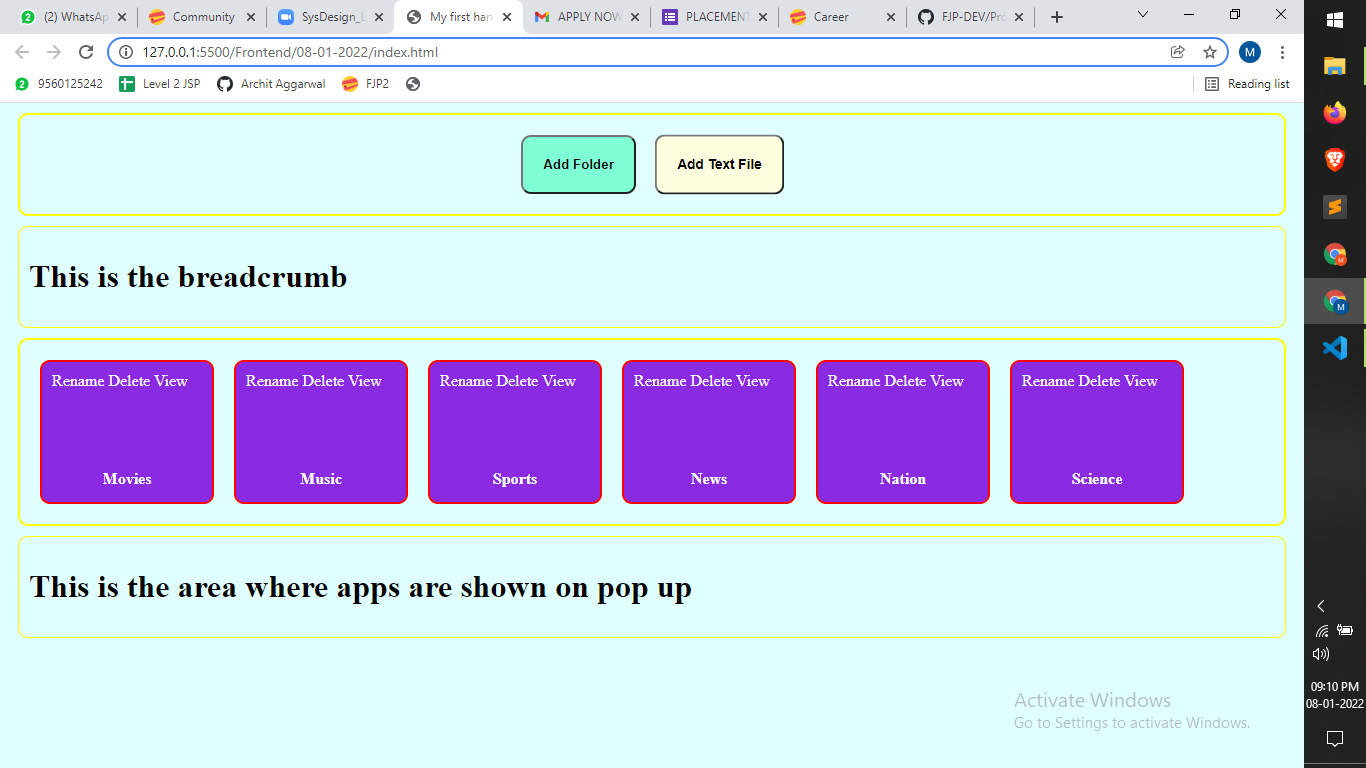 (2) WhatsAp
Community
SysDesign_L
My first han
APPLY NOW
PLACEMENT
Career
FJP-DEV/Pro
127.0.0.1:5500/Frontend/08-01-2022/index.html
M
2 9560125242
Level 2 JSP
Archit Aggarwal
FJP2
Reading list
Add Folder
Add Text File
This is the breadcrumb
Rename Delete View
Movies
Rename Delete View
Music
Rename Delete View
Sports
Rename Delete View
News
Rename Delete View
Nation
Rename Delete View
Science
This is the area where apps are shown on pop up
Activate Windows
Go to Settings to activate Windows.
09:10 PM
08-01-2022